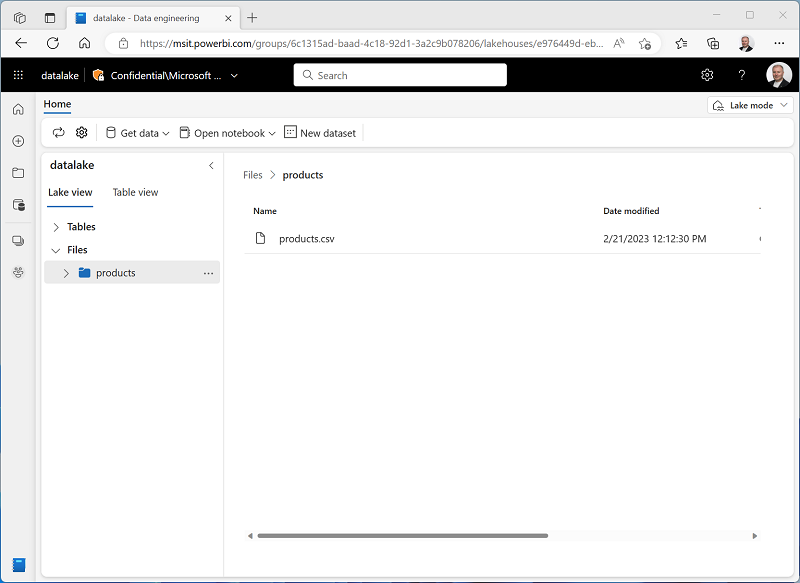 datalake - Data engineering
https://msit.powerbi.com/groups/6c1315ad-baad-4c18-92d1-3a2c9b078206/lakehouses/e976449d-eb...
datalake
Confidential\Microsoft ...
Search
?
Home
Lake mode
Get data
Open notebook
New dataset
datalake
Lake view
Table view
Tables
Files
products
...
Files > products
Name
Date modified
products.csv
2/21/2023 12:12:30 PM